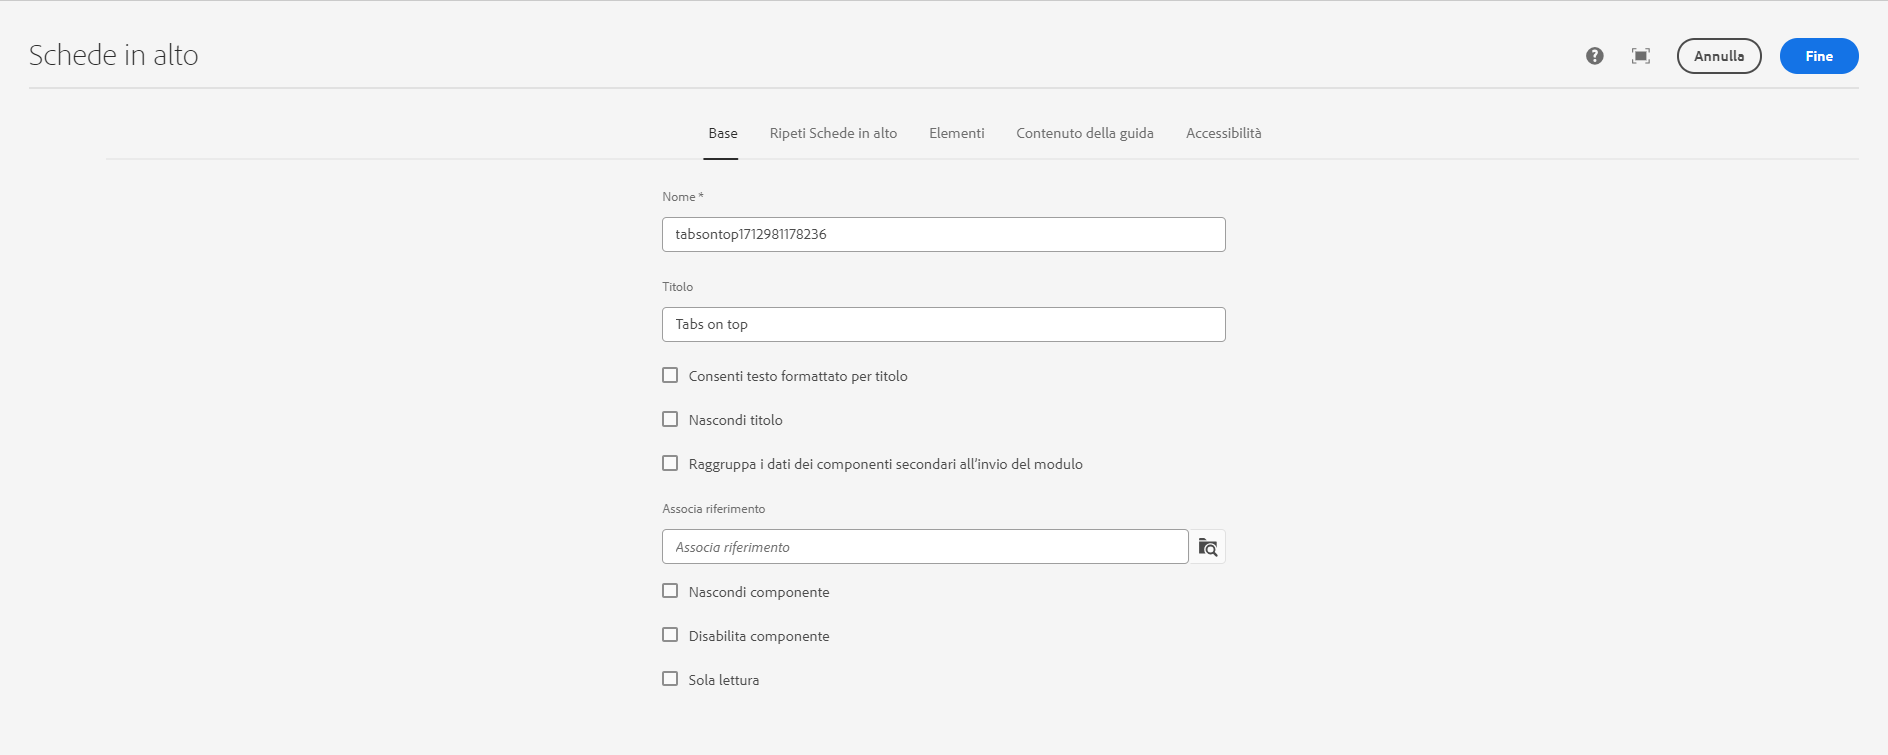 Schede in alto
Annulla
Fine
Base
Ripeti Schede in alto
Elementi
Contenuto della guida
Accessibilità
Nome *
tabsontop1712981178236
Titolo
Tabs on top
Consenti testo formattato per titolo
Nascondi titolo
Raggruppa i dati dei componenti secondari all’invio del modulo
Associa riferimento
Associa riferimento
Nascondi componente
Disabilita componente
Sola lettura